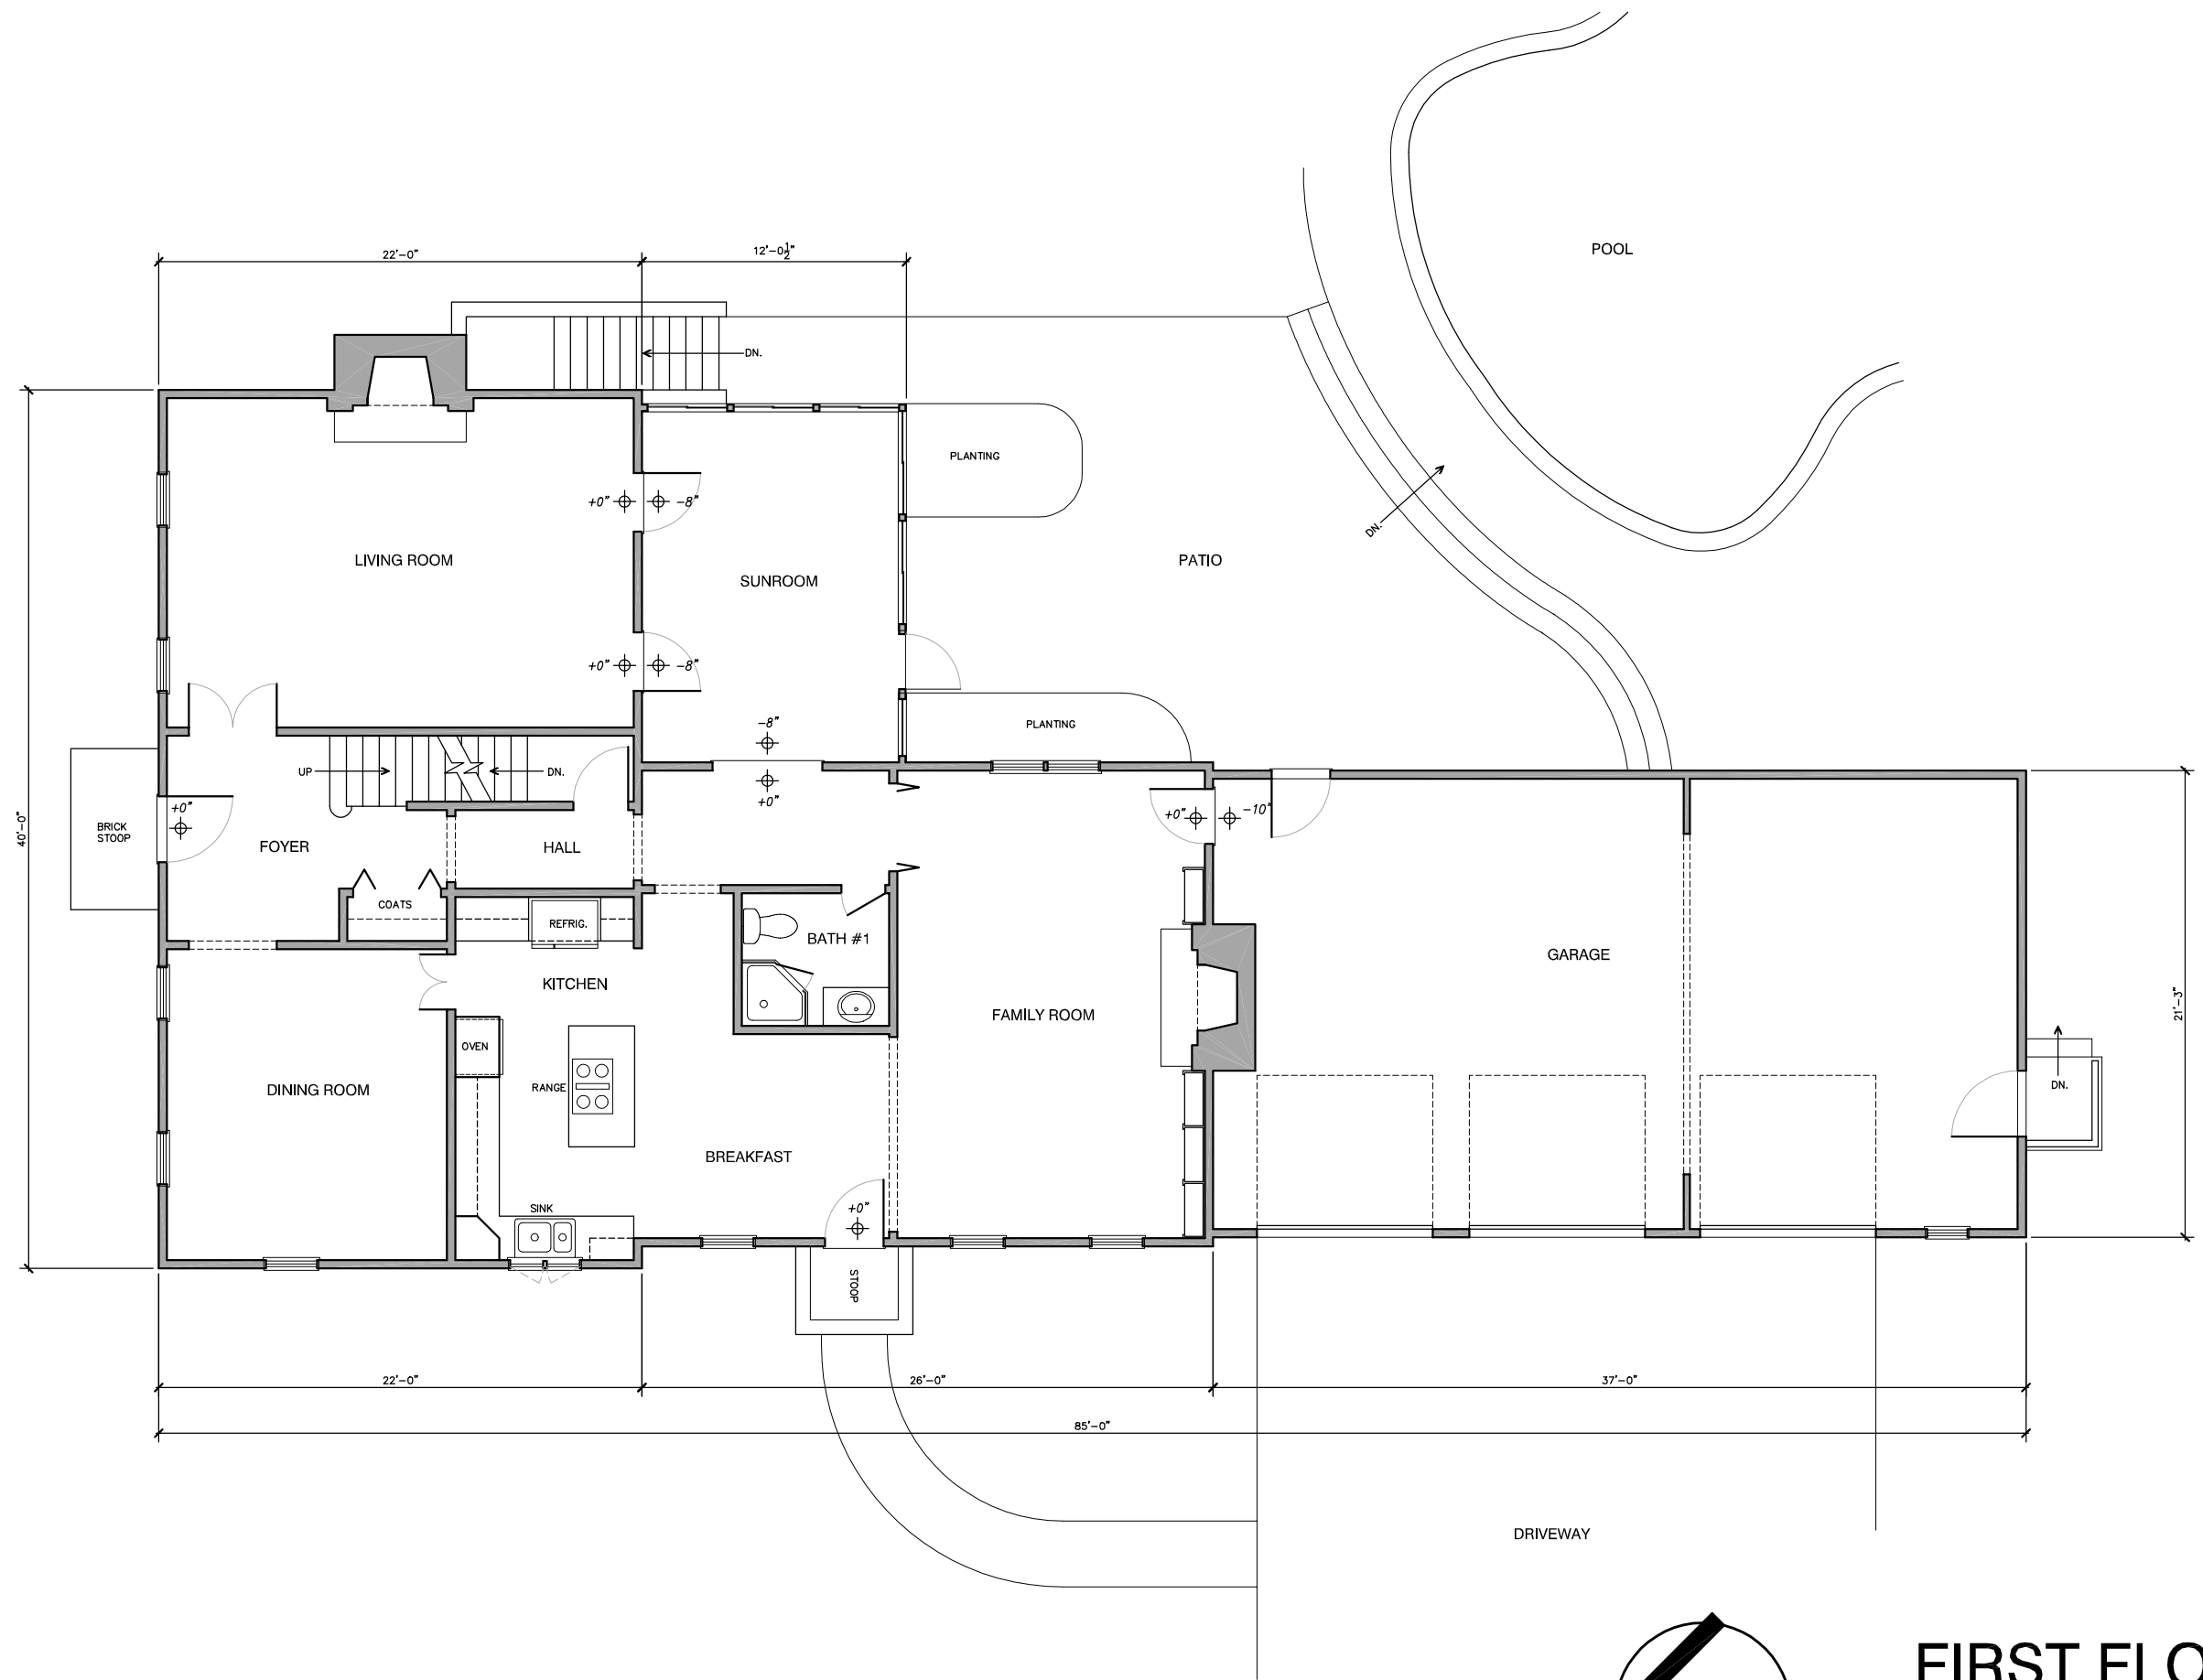 POOL
22'-0"
12'-0 1/2"
DN.
PLANTING
+0"
-8"
LIVING ROOM
DN.
PATIO
SUNROOM
+0"
-8"
-8"
PLANTING
UP
DN.
+0"
+0"
+0"
-10"
BRICK
STOOP
40'-0"
FOYER
HALL
COATS
REFRIG.
BATH #1
GARAGE
KITCHEN
21'-3"
FAMILY ROOM
OVEN
RANGE
DINING ROOM
DN.
BREAKFAST
SINK
+0"
STOOP
22'-0"
26'-0"
37'-0"
85'-0"
DRIVEWAY
FIRST FLO